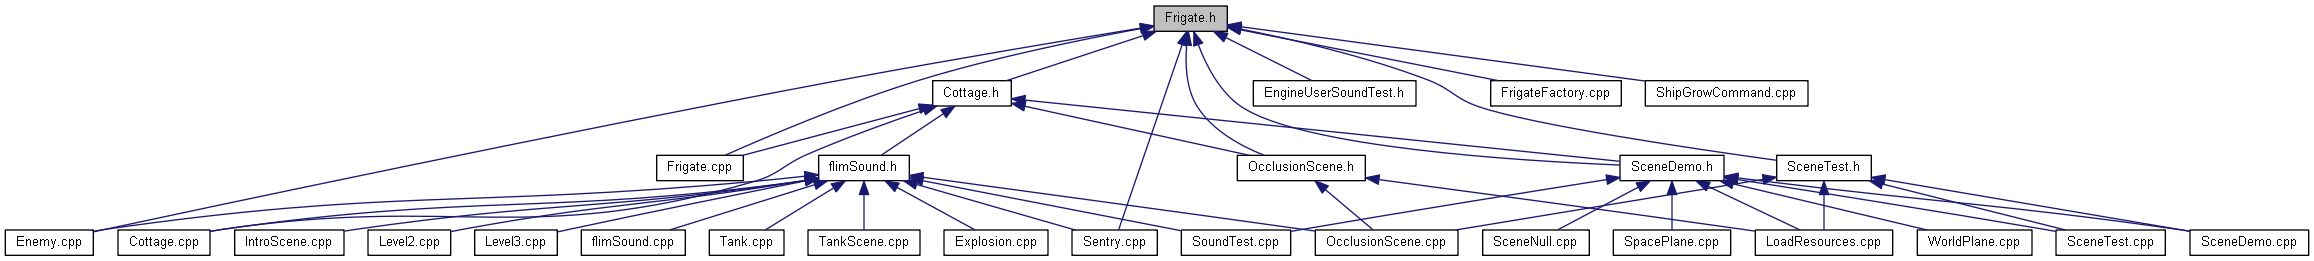 Frigate.h
Cottage.h
EngineUserSoundTest.h
FrigateFactory.cpp
ShipGrowCommand.cpp
Frigate.cpp
flimSound.h
OcclusionScene.h
SceneDemo.h
SceneTest.h
Enemy.cpp
Cottage.cpp
IntroScene.cpp
Level2.cpp
Level3.cpp
flimSound.cpp
Tank.cpp
TankScene.cpp
Explosion.cpp
Sentry.cpp
SoundTest.cpp
OcclusionScene.cpp
SceneNull.cpp
SpacePlane.cpp
LoadResources.cpp
WorldPlane.cpp
SceneTest.cpp
SceneDemo.cpp